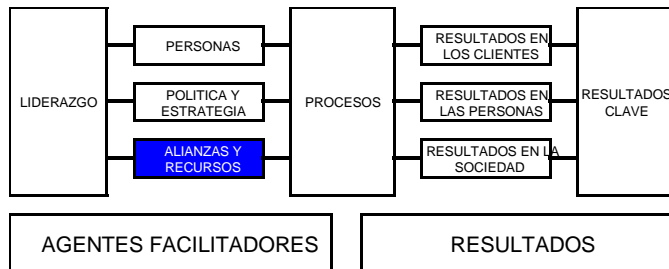 LIDERAZGO
PERSONAS
POLITICA Y
ESTRATEGIA
ALIANZAS Y
RECURSOS
PROCESOS
RESULTADOS EN
LOS CLIENTES
RESULTADOS EN
LAS PERSONAS
RESULTADOS EN LA
SOCIEDAD
RESULTADOS
CLAVE
AGENTES FACILITADORES
RESULTADOS